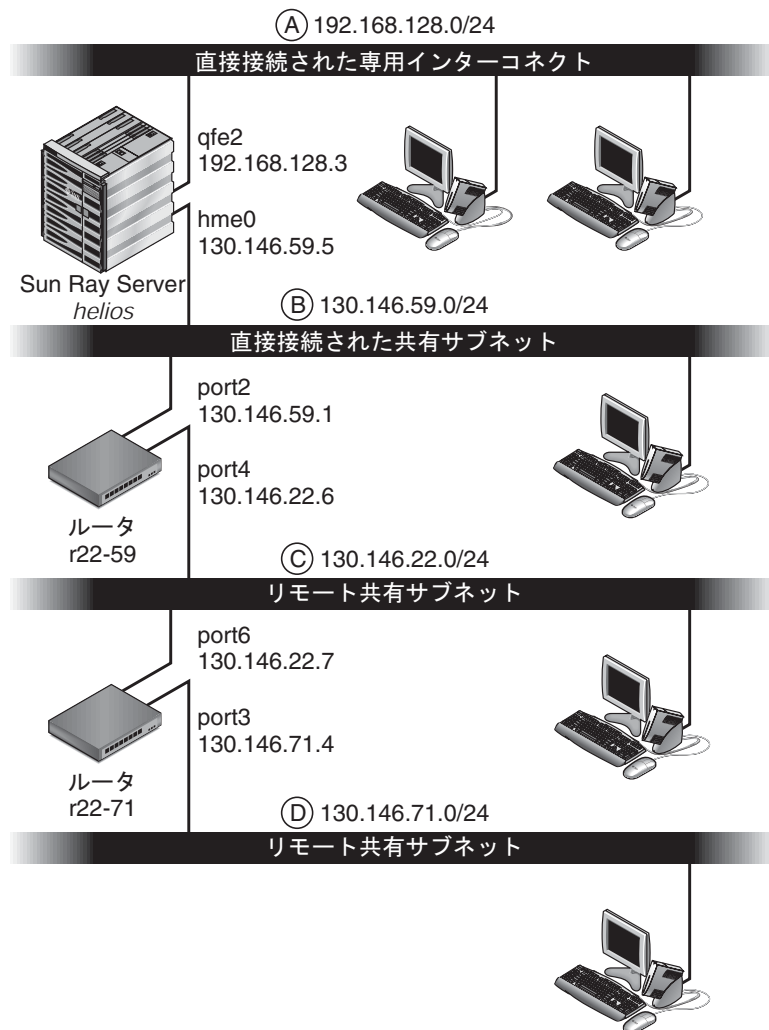 A 192.168.128.0/24
直接接続された専用インターコネクト
qfe2
192.168.128.3
hme0
130.146.59.5
Sun Ray Server
helios
B 130.146.59.0/24
直接接続された共有サブネット
port2
130.146.59.1
port4
130.146.22.6
ルータ
r22-59
C 130.146.22.0/24
リモート共有サブネット
port6
130.146.22.7
port3
130.146.71.4
ルータ
r22-71
D 130.146.71.0/24
リモート共有サブネット